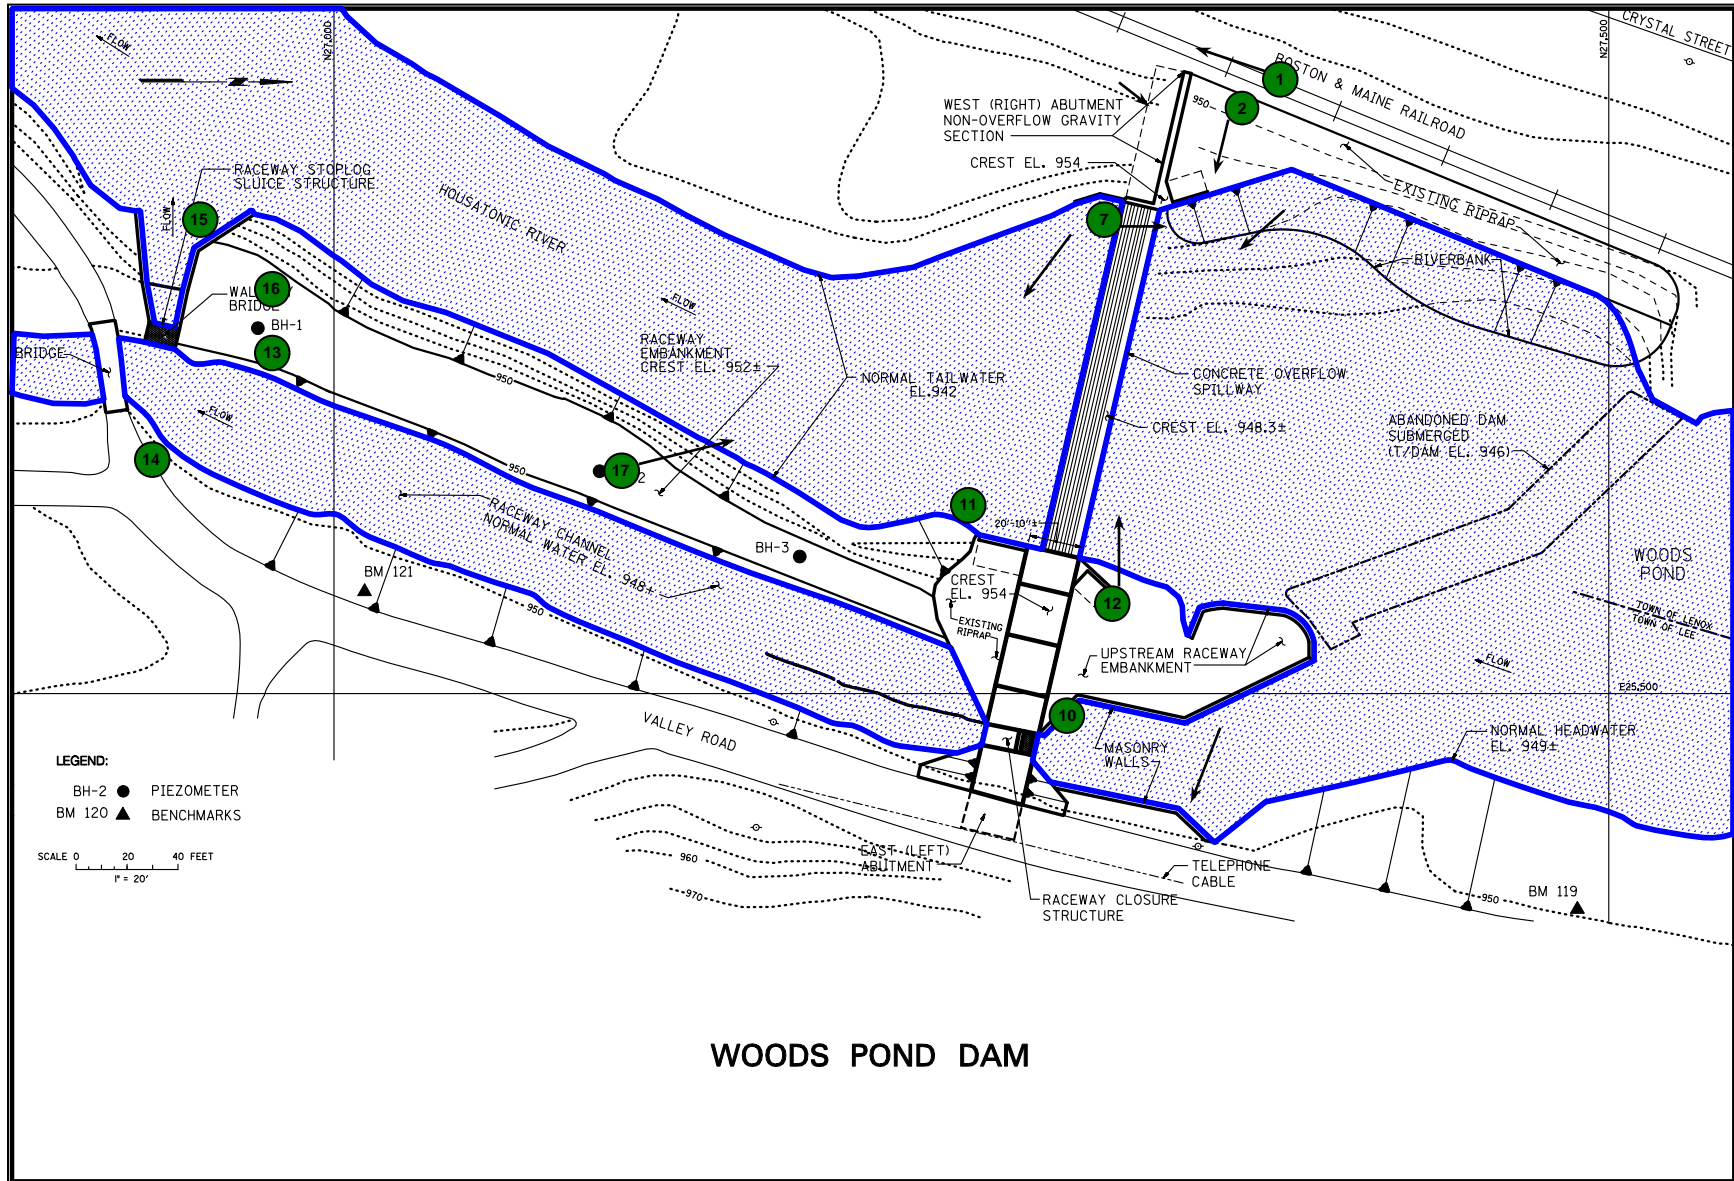 CRYSTAL STREET
FLOW
N27,000
N27,500
BOSTON & MAINE RAILROAD
1
2
950
WEST (RIGHT) ABUTMENT
NON-OVERFLOW GRAVITY
SECTION
CREST EL. 954
RACEWAY STOPLOG
SLUICE STRUCTURE
EXISTING RIPRAP
HOUSATONIC RIVER
FLOW
15
7
RIVERBANK
16
BRIDGE
BH-1
FLOW
13
BRIDGE
RACEWAY
EMBANKMENT
CREST EL. 952±
NORMAL TAILWATER
EL.942
950
CONCRETE OVERFLOW
SPILLWAY
FLOW
CREST EL. 948.3±
ABANDONED DAM
SUBMERGED
(T/DAM EL. 946)
14
950
17
2
11
RACEWAY CHANNEL
NORMAL WATER EL. 948±
20'-10"±
BH-3
WOODS
POND
BM 121
CREST
EL. 954
12
950
TOWN OF LENOX
TOWN OF LEE
EXISTING
RIPRAP
UPSTREAM RACEWAY
EMBANKMENT
FLOW
E25,500
10
VALLEY ROAD
NORMAL HEADWATER
EL. 949±
MASONRY
WALLS
LEGEND:
BH-2 PIEZOMETER
BM 120 BENCHMARKS
SCALE 0 20 40 FEET
1" = 20'
960
970
EAST (LEFT)
ABUTMENT
TELEPHONE
CABLE
950
BM 119
RACEWAY CLOSURE
STRUCTURE
WOODS POND DAM